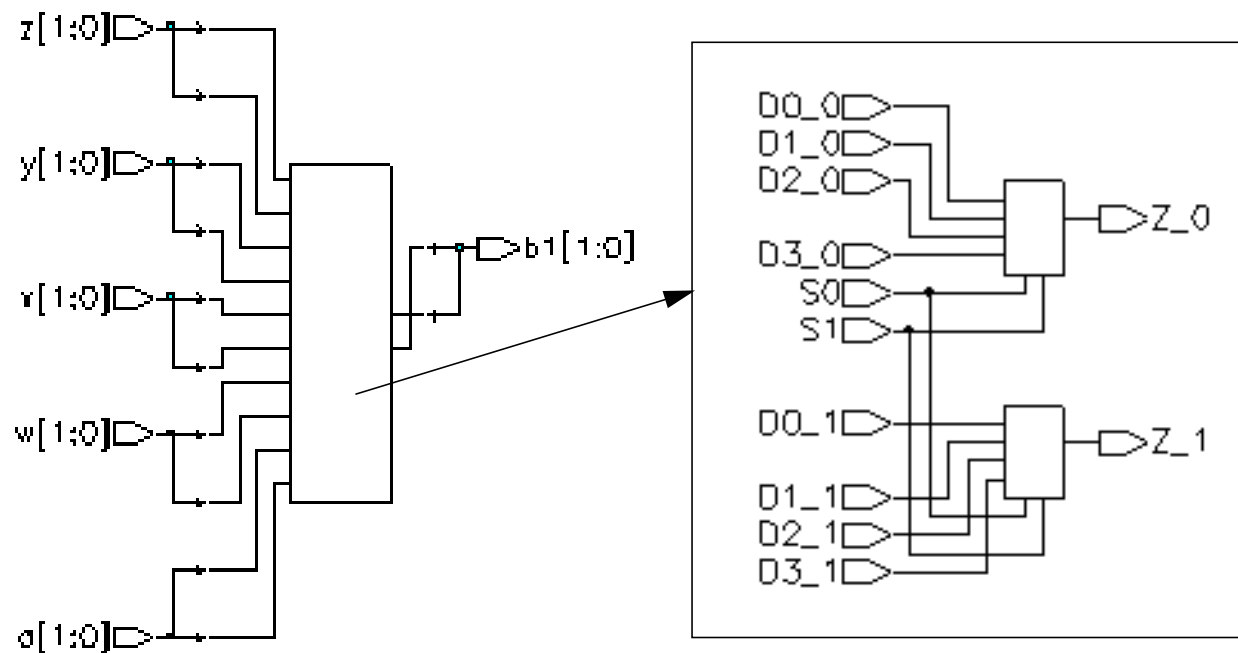 z[1:0]
y[1:0]
x[1:0]
w[1:0]
a[1:0]
b1[1:0]
D0_0
D1_0
D2_0
D3_0
S0
S1
Z_0
D0_1
D1_1
D2_1
D3_1
Z_1